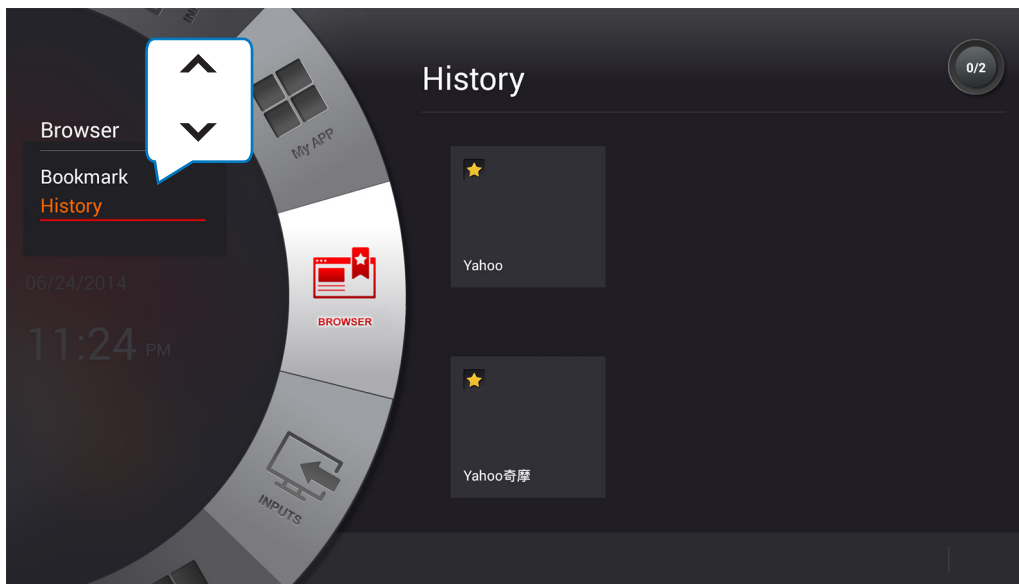 My APP
Browser
Bookmark
History
06/24/2014
11:24 PM
BROWSER
INPUTS
History
0/2
Yahoo
Yahoo奇摩